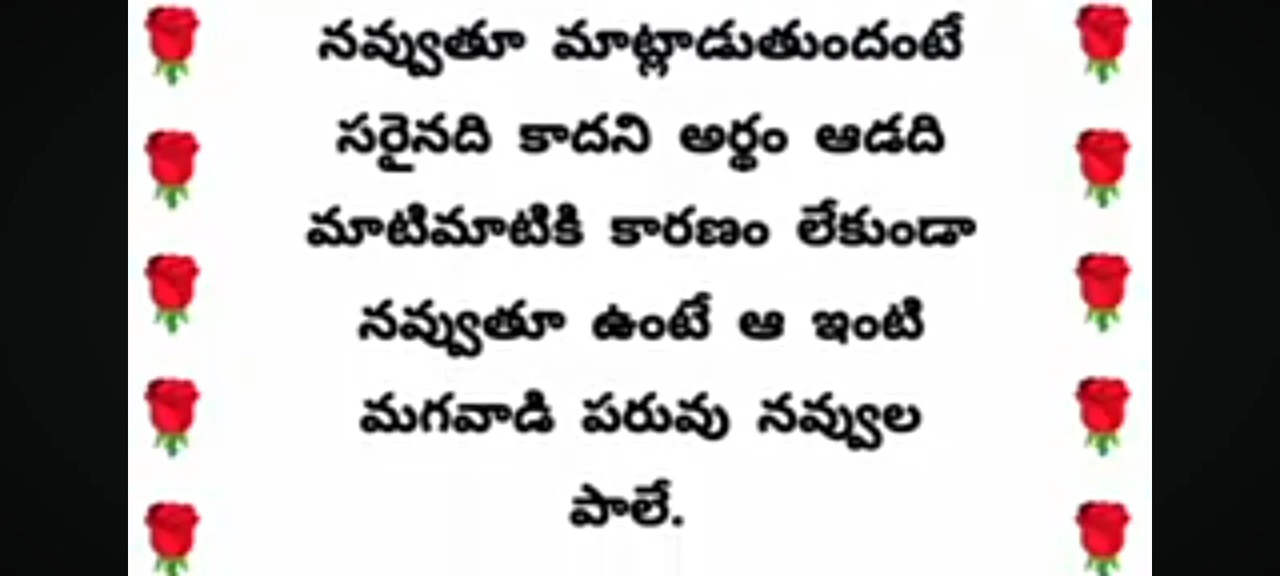 నవ్వుతూ మాట్లాడుతుందంటే
సరైనది కాదని అర్థం ఆడది
మాటిమాటికి కారణం లేకుండా
నవ్వుతూ ఉంటే ఆ ఇంటి
మగవాడి పరువు నవ్వుల
పాలే.